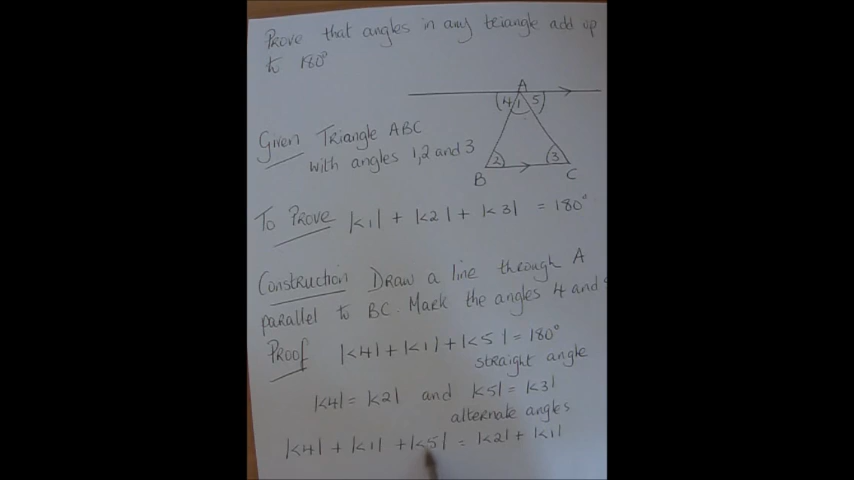 Prove that angles in any triangle add up
to 180°
A
4 1 5
Given Triangle ABC
with angles 1,2 and 3
2 3
B C
To Prove |<1| + |<2| + |<3| = 180°
Construction Draw a line through A
parallel to BC. Mark the angles 4 and
Proof |<4| + |<1| + |<5| = 180°
straight angle
|<4| = |<2| and |<5| = |<3|
alternate angles
|<4| + |<1| + |<5| = |<2| + |<1|